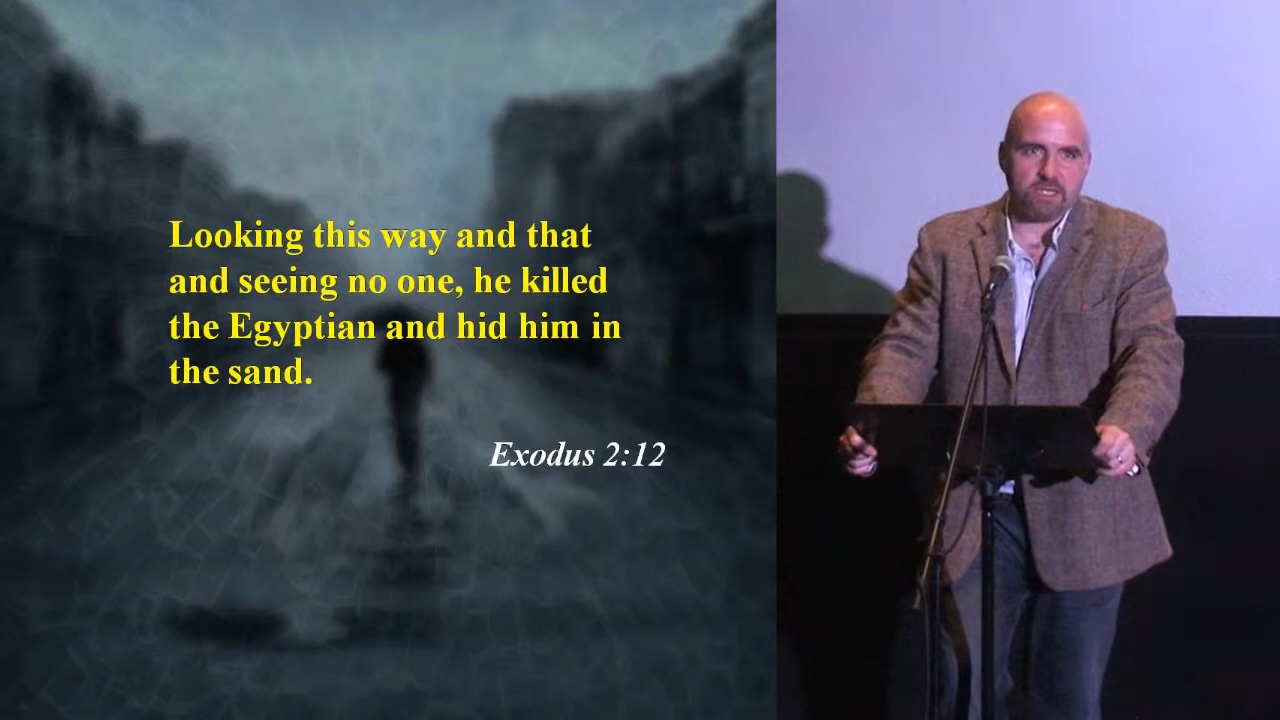 Looking this way and that
and seeing no one, he killed
the Egyptian and hid him in
the sand.
Exodus 2:12